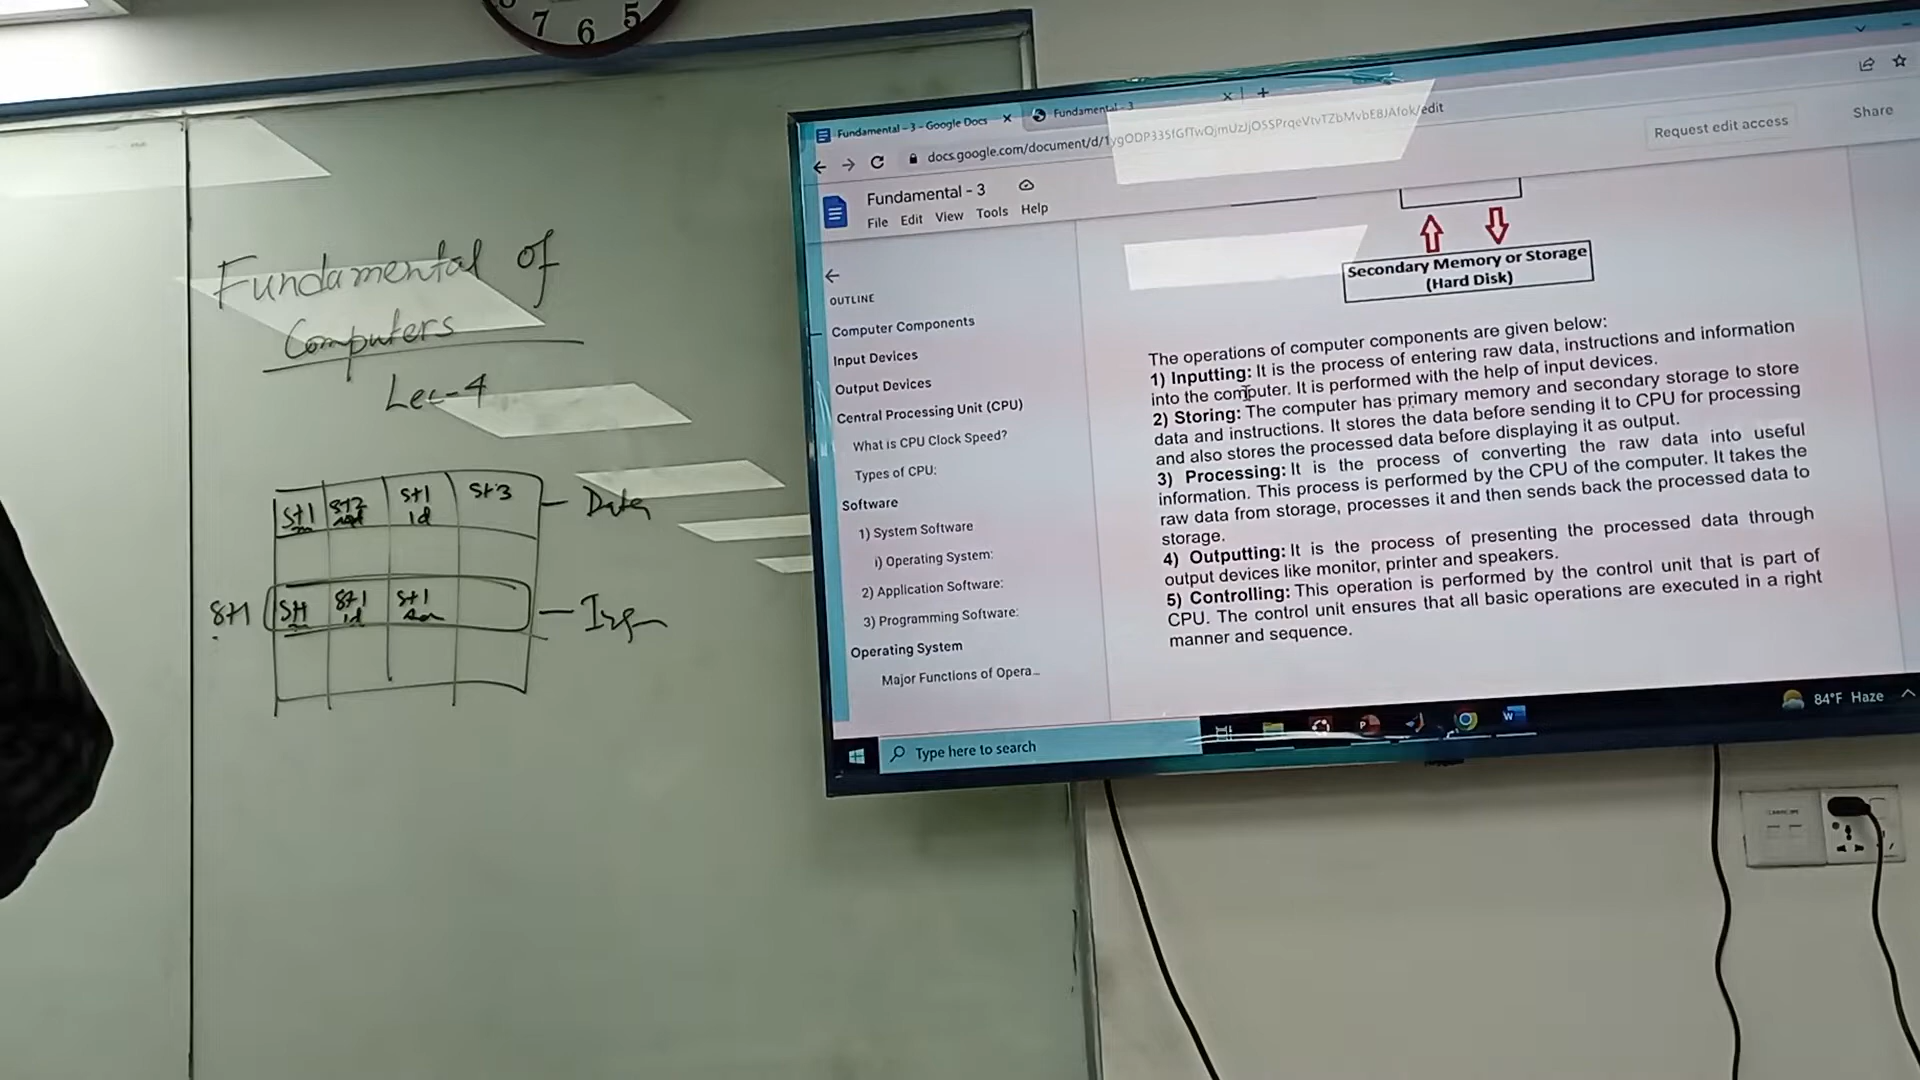 7 6 5
Fundamental of
Computers
Lec-4
st1 st2 st1 id st3 - Data
st1 st1 st1 id st1
Fundamental - 3 - Google Docs
Fundamental - 3
docs.google.com/document/d/
/edit
Request edit access
Share
Fundamental - 3
File Edit View Tools Help
OUTLINE
Computer Components
Input Devices
Output Devices
Central Processing Unit (CPU)
What is CPU Clock Speed?
Types of CPU:
Software
1) System Software
i) Operating System:
2) Application Software:
3) Programming Software:
Operating System
Major Functions of Opera...
Secondary Memory or Storage
(Hard Disk)
The operations of computer components are given below:
1) Inputting: It is the process of entering raw data, instructions and information
into the computer. It is performed with the help of input devices.
2) Storing: The computer has primary memory and secondary storage to store
data and instructions. It stores the data before sending it to CPU for processing
and also stores the processed data before displaying it as output.
3) Processing: It is the process of converting the raw data into useful
information. This process is performed by the CPU of the computer. It takes the
raw data from storage, processes it and then sends back the processed data to
storage.
4) Outputting: It is the process of presenting the processed data through
output devices like monitor, printer and speakers.
5) Controlling: This operation is performed by the control unit that is part of
CPU. The control unit ensures that all basic operations are executed in a right
manner and sequence.
Type here to search
84°F Haze